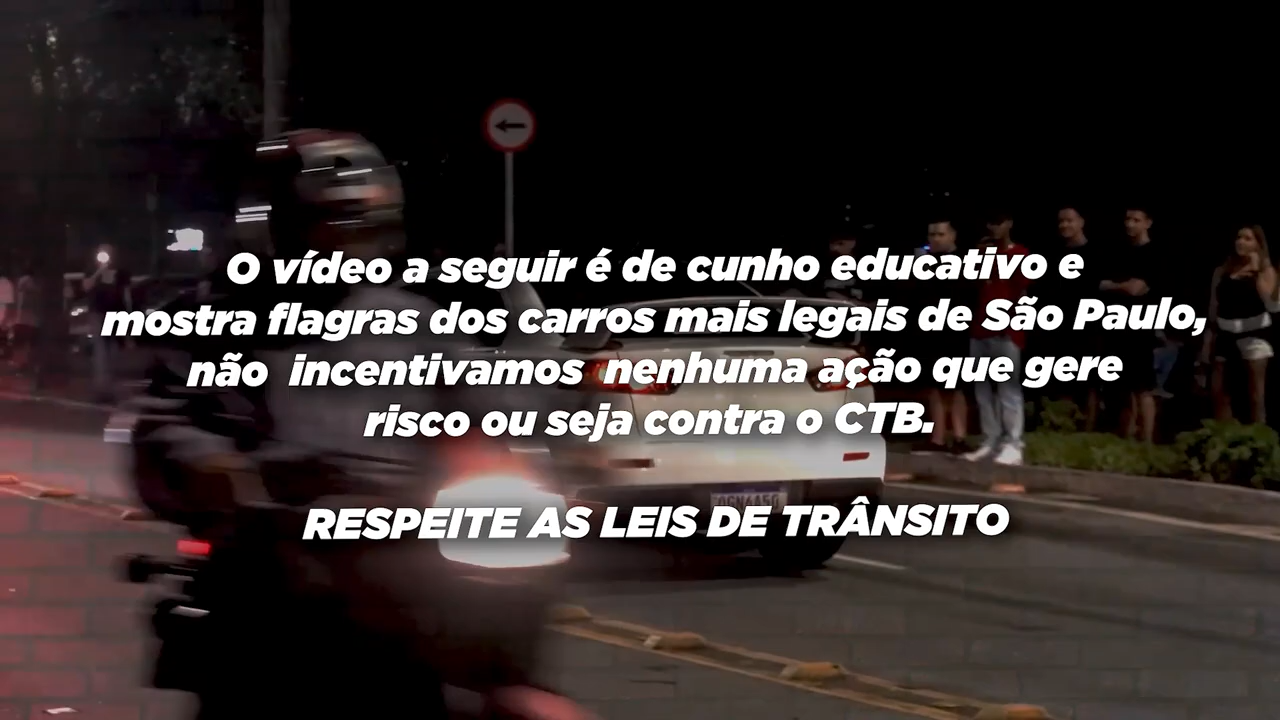 O vídeo a seguir é de cunho educativo e
mostra flagras dos carros mais legais de São Paulo,
não incentivamos nenhuma ação que gere
risco ou seja contra o CTB.
RESPEITE AS LEIS DE TRÂNSITO